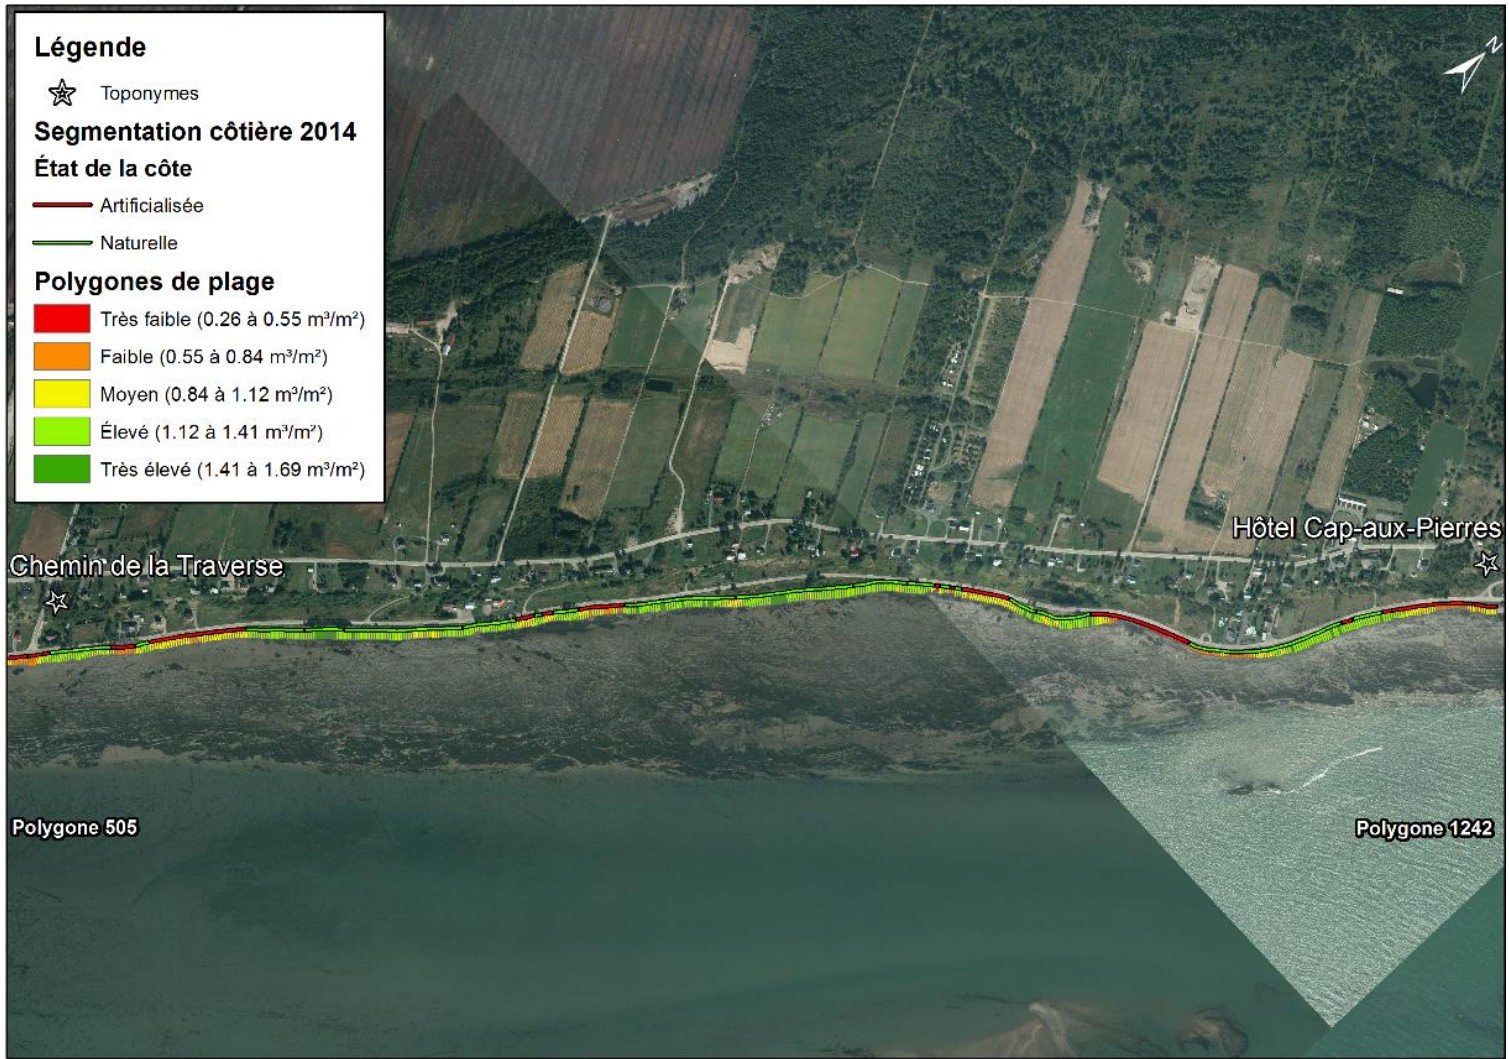 Légende
Toponymes
Segmentation côtière 2014
État de la côte
Artificialisée
Naturelle
Polygones de plage
Très faible (0.26 à 0.55 m³/m²)
Faible (0.55 à 0.84 m³/m²)
Moyen (0.84 à 1.12 m³/m²)
Élevé (1.12 à 1.41 m³/m²)
Très élevé (1.41 à 1.69 m³/m²)
N
Hôtel Cap-aux-Pierres
Chemin de la Traverse
Polygone 505
Polygone 1242